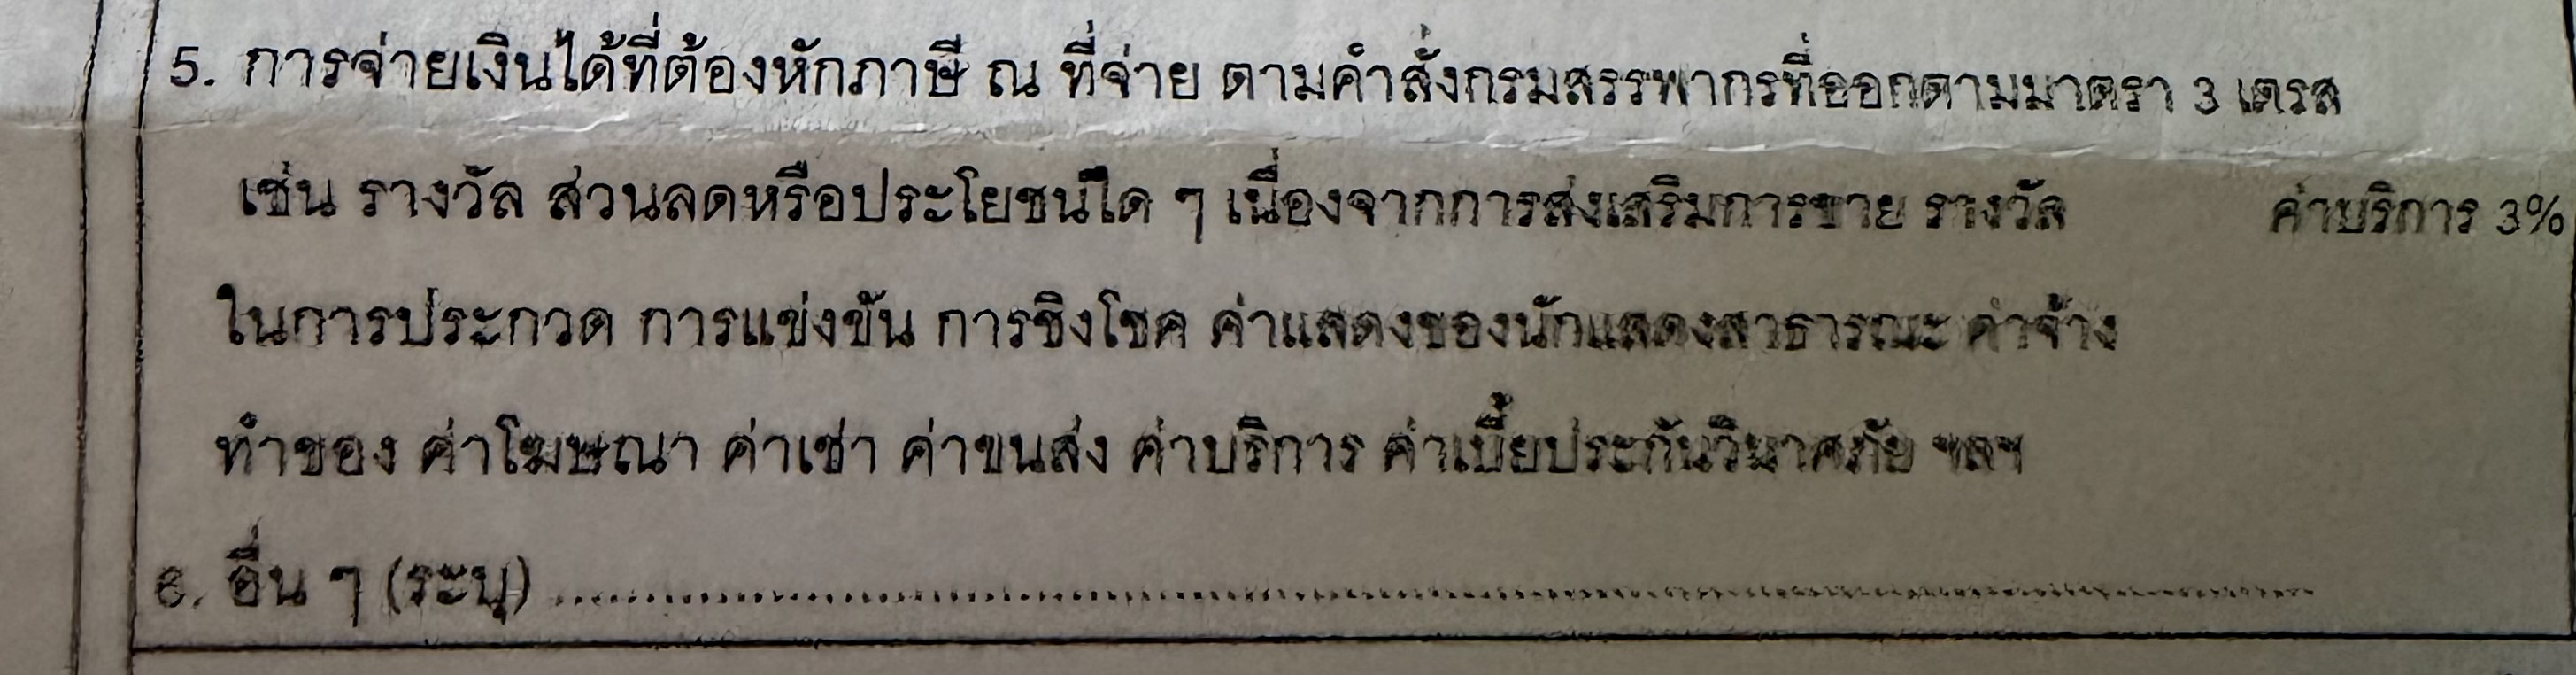 5. การจ่ายเงินได้ที่ต้องหักภาษี ณ ที่จ่าย ตามคำสั่งกรมสรรพากรที่ออกตามมาตรา 3 เตรส
เช่น รางวัล ส่วนลดหรือประโยชน์ใด ๆ เนื่องจากการส่งเสริมการขาย รางวัล ค่าบริการ 3%
ในการประกวด การแข่งขัน การชิงโชค ค่าแสดงของนักแสดงสาธารณะ ค่าจ้าง
ทำของ ค่าโฆษณา ค่าเช่า ค่าขนส่ง ค่าบริการ ค่าเบี้ยประกันวินาศภัย ฯลฯ
6. อื่น ๆ (ระบุ) ........................................................................................